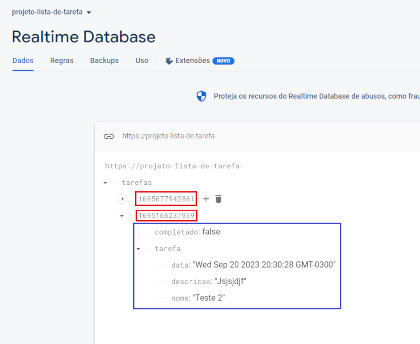 projeto-lista-de-tarefa
Realtime Database
Dados Regras Backups Uso Extensões NOVO
Proteja os recursos do Realtime Database de abusos, como frau
https://projeto-lista-de-tarefa-
https://projeto-lista-de-tarefa-
tarefas
1695077942861
1695166237939
completado: false
tarefa
data: "Wed Sep 20 2023 20:30:28 GMT-0300"
descricao: "Jsjsjdjf"
nome: "Teste 2"